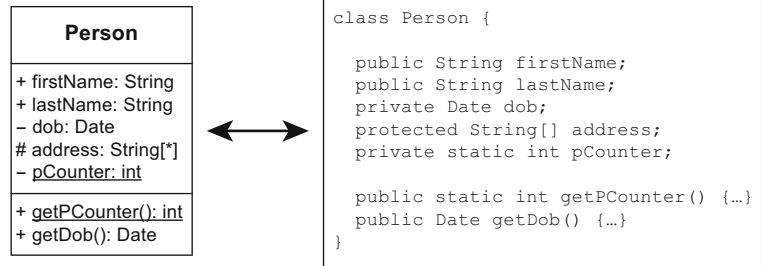 Person
+ firstName: String
+ lastName: String
– dob: Date
# address: String[*]
– pCounter: int
+ getPCounter(): int
+ getDob(): Date
class Person {
public String firstName;
public String lastName;
private Date dob;
protected String[] address;
private static int pCounter;
public static int getPCounter() {…}
public Date getDob() {…}
}